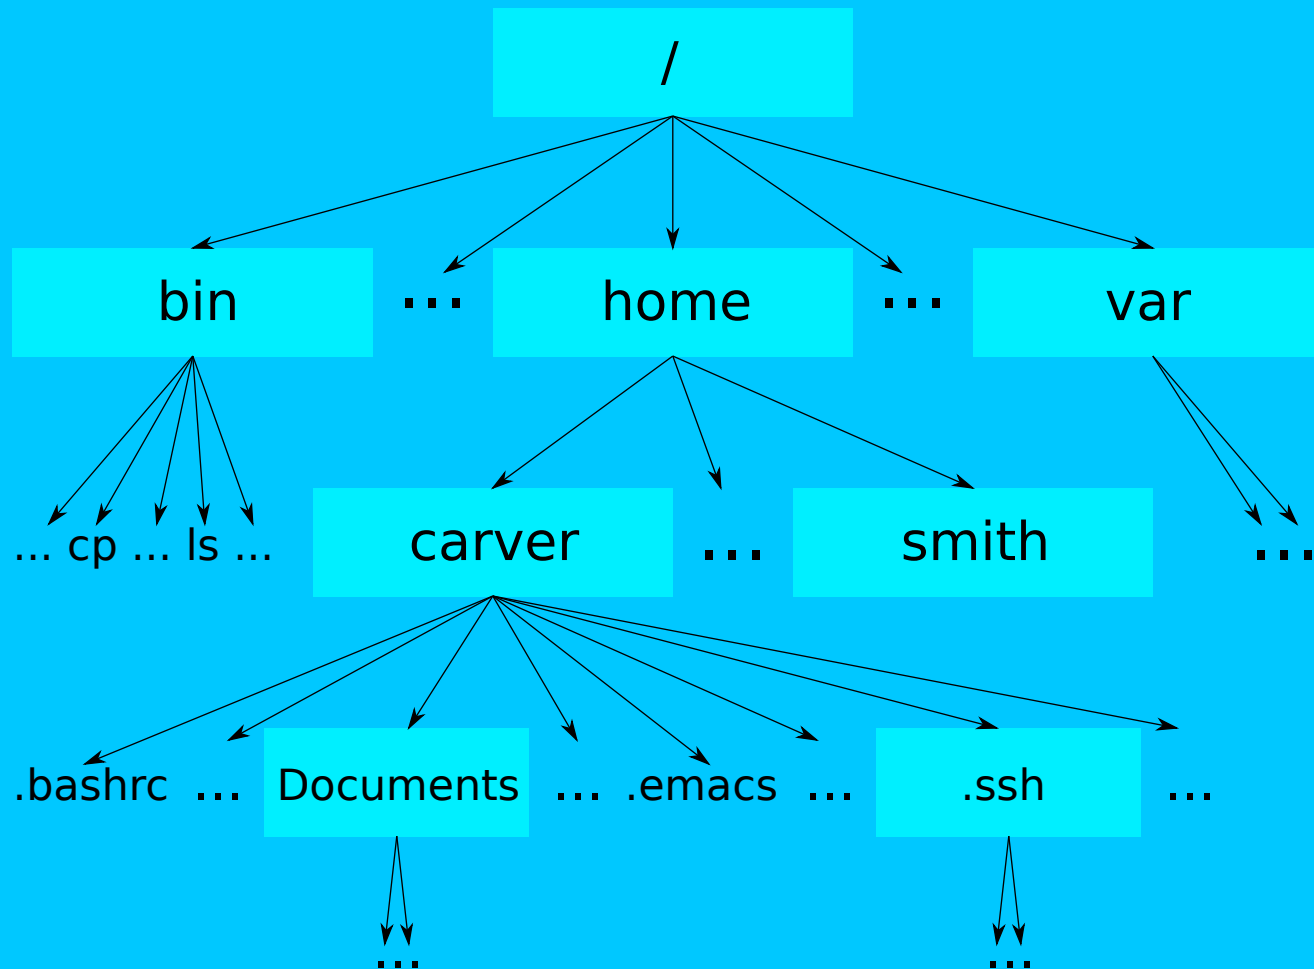 /
bin ... home ... var
... cp ... ls ... carver ... smith ...
.bashrc ... Documents ... .emacs ... .ssh ...
... ...